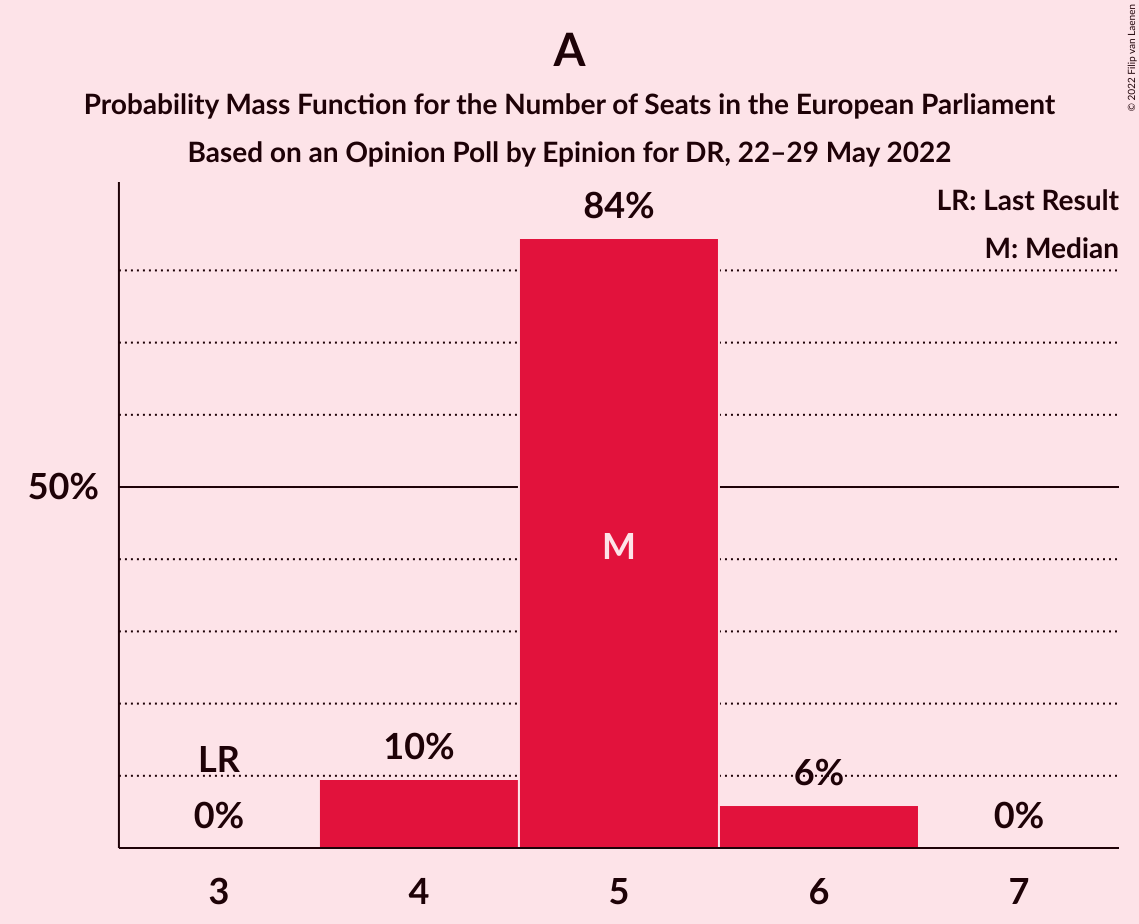 A
Probability Mass Function for the Number of Seats in the European Parliament
Based on an Opinion Poll by Epinion for DR, 22–29 May 2022
© 2022 Filip van Laenen
LR: Last Result
M: Median
84%
50%
M
LR
10%
6%
0%
0%
3 4 5 6 7